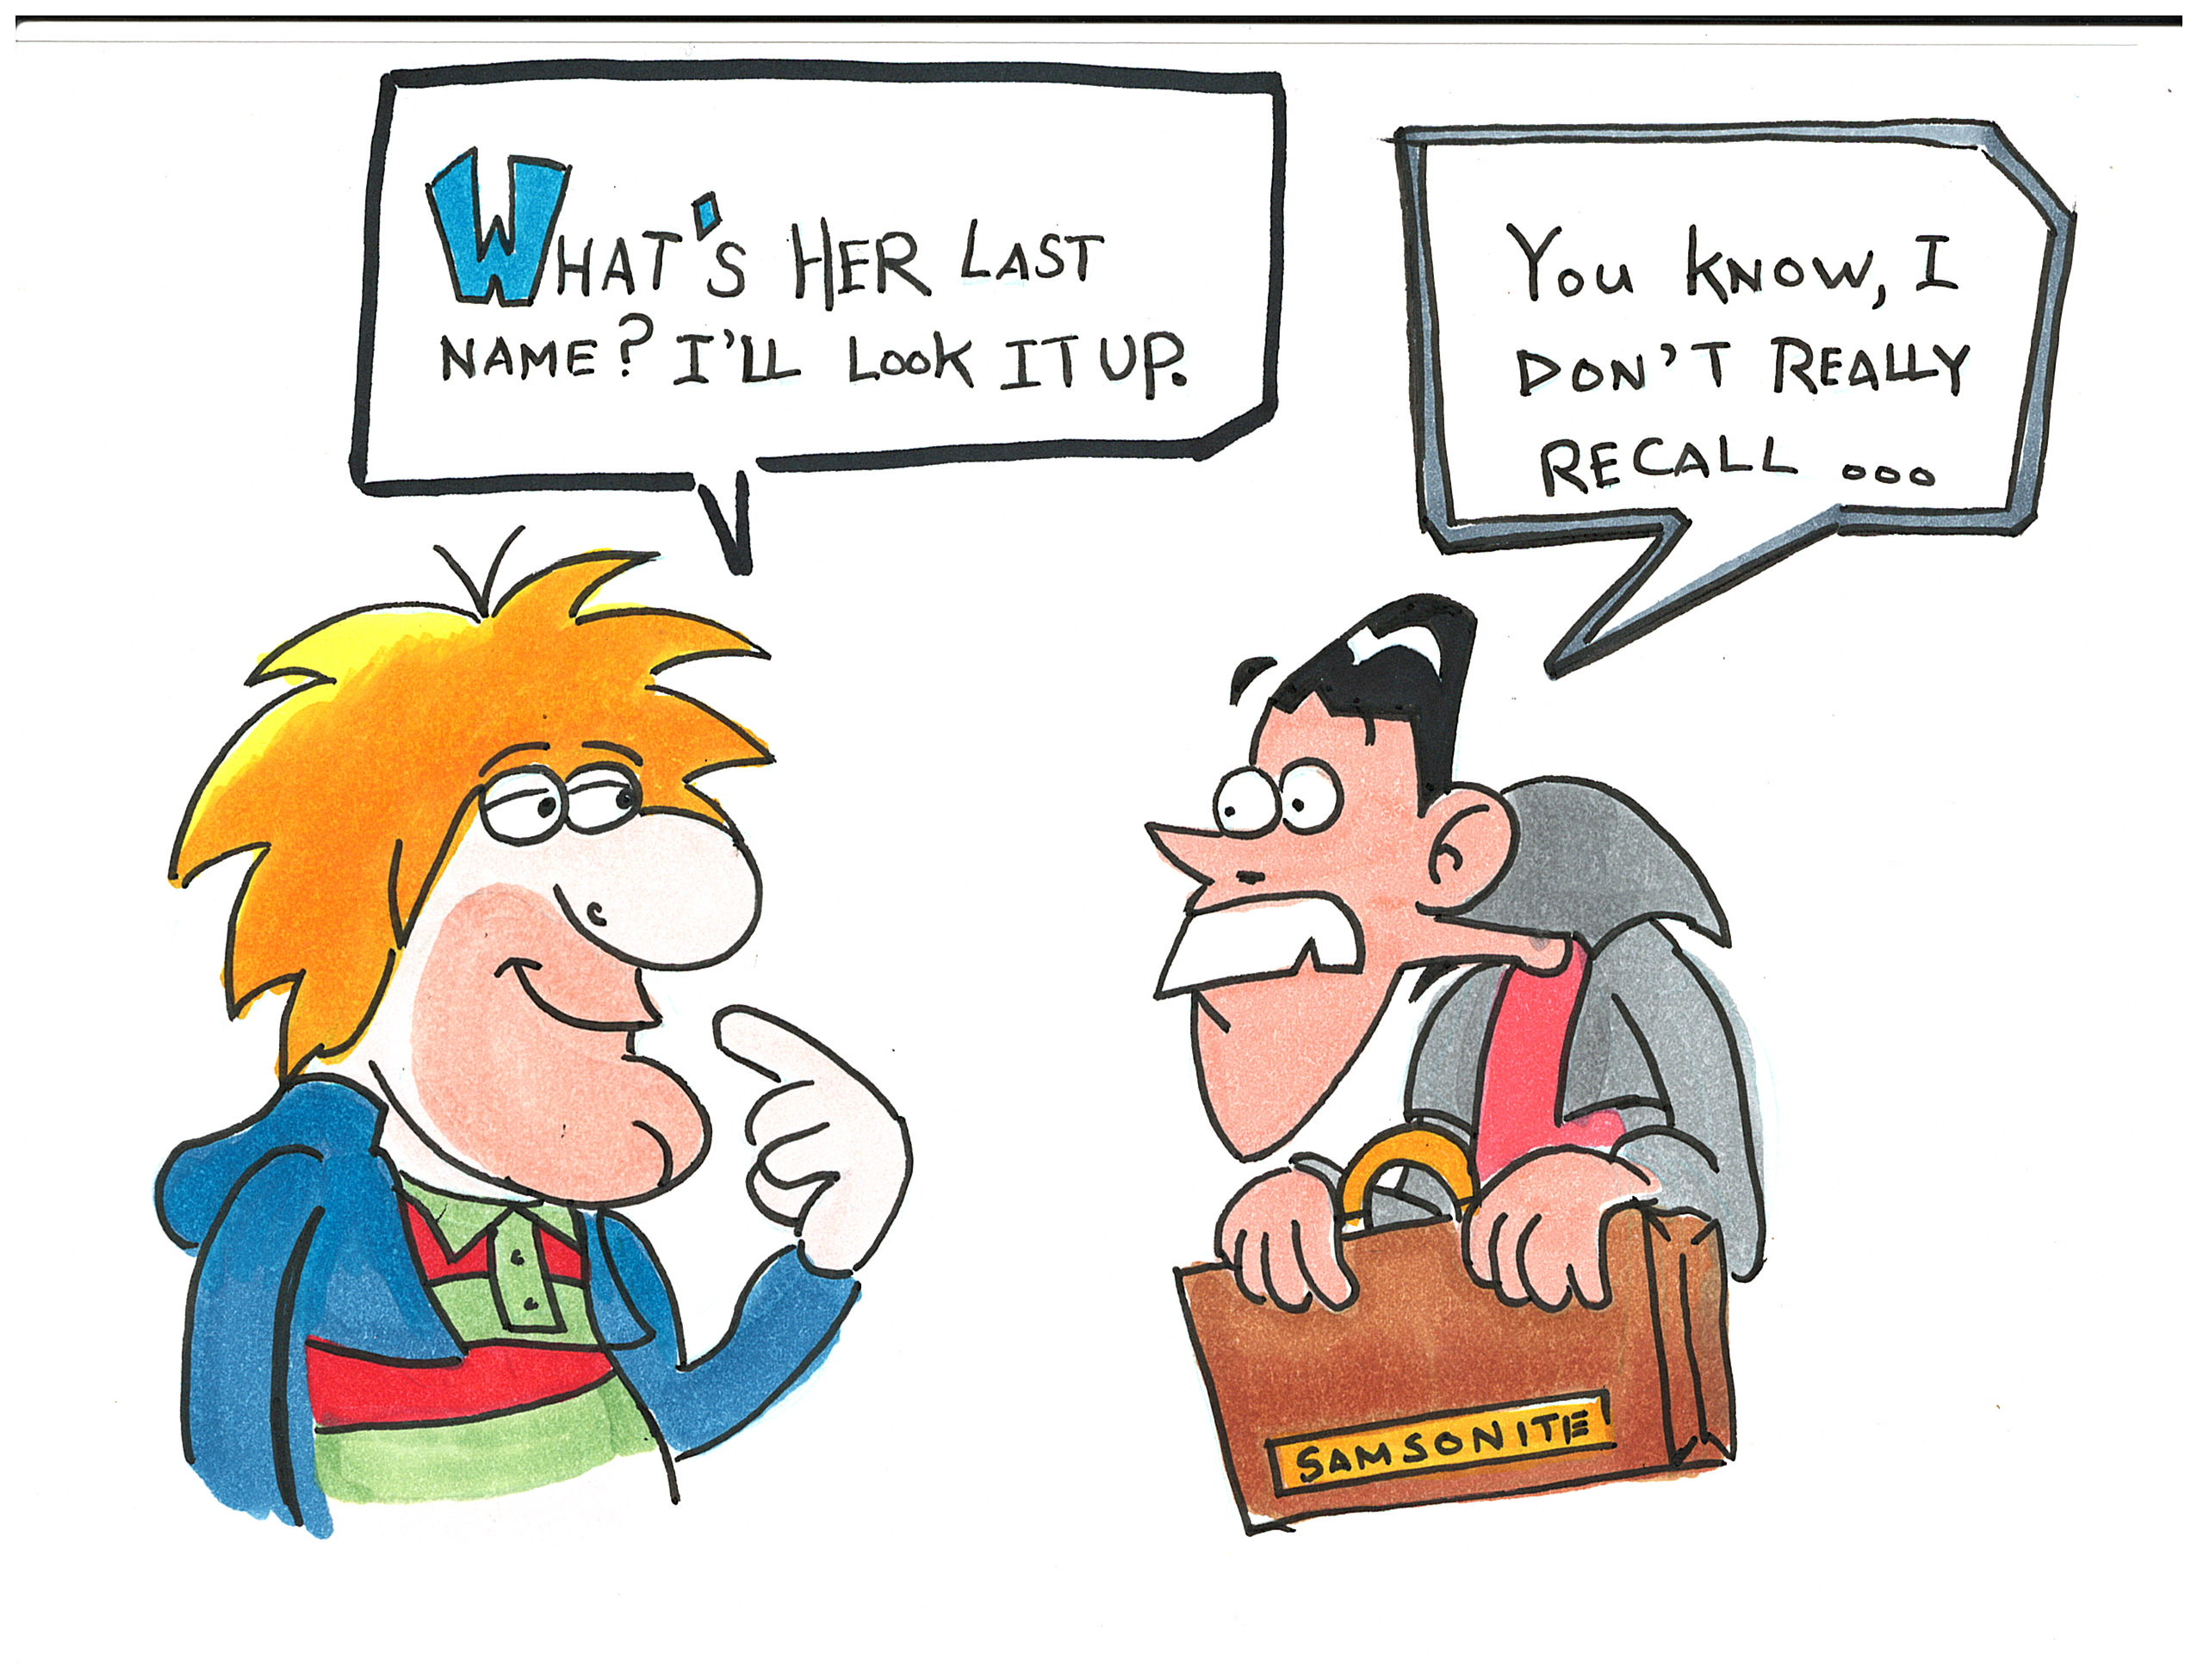 WHAT'S HER LAST
NAME? I'LL LOOK IT UP.
YOU KNOW, I
DON'T REALLY
RECALL ...
SAMSONITE